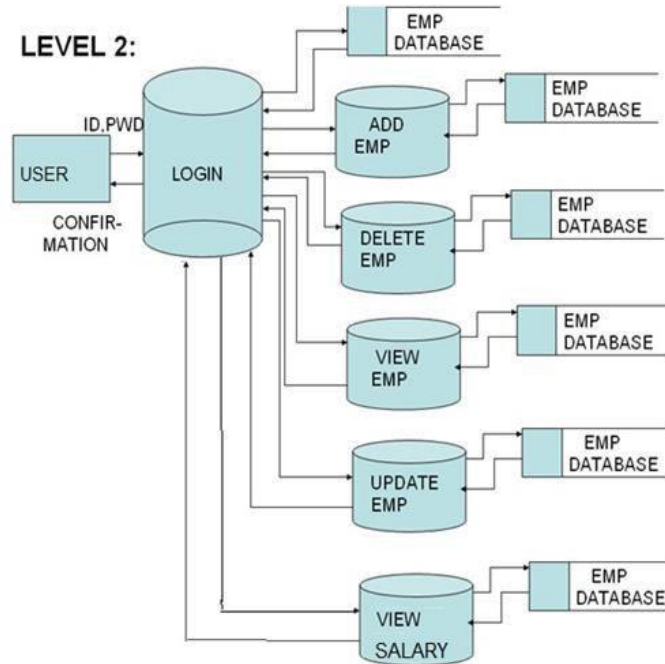 LEVEL 2:
EMP
DATABASE
ID,PWD
USER
CONFIR-
MATION
LOGIN
ADD
EMP
EMP
DATABASE
DELETE
EMP
EMP
DATABASE
VIEW
EMP
EMP
DATABASE
UPDATE
EMP
EMP
DATABASE
VIEW
SALARY
EMP
DATABASE